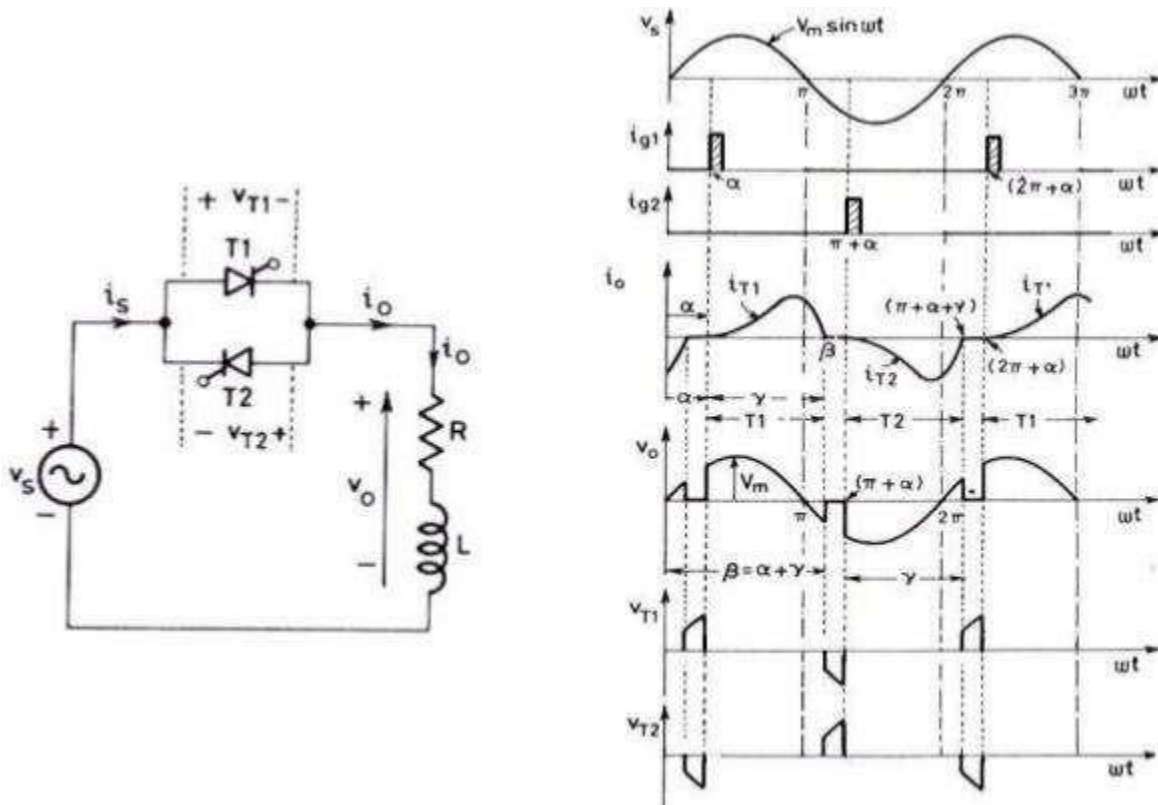 + vT1 -
T1
is
io
io
T2
- vT2 +
+
R
+
vs
vo
-
L
-
vs
Vm sin ωt
π
2π
3π
ωt
ig1
α
(2π+α)
ωt
ig2
π+α
ωt
io
iT1
(π+α+γ)
iT'
α
β
iT2
(2π+α)
ωt
α
γ
T1
T2
T1
vo
Vm
(π+α)
π
2π
ωt
β=α+γ
γ
vT1
ωt
vT2
ωt